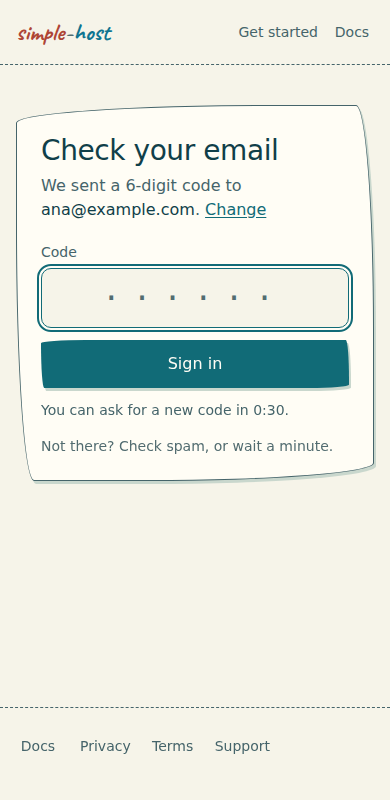 simple-host
Get started Docs
Check your email
We sent a 6-digit code to
ana@example.com. Change
Code
······
Sign in
You can ask for a new code in 0:30.
Not there? Check spam, or wait a minute.
Docs Privacy Terms Support